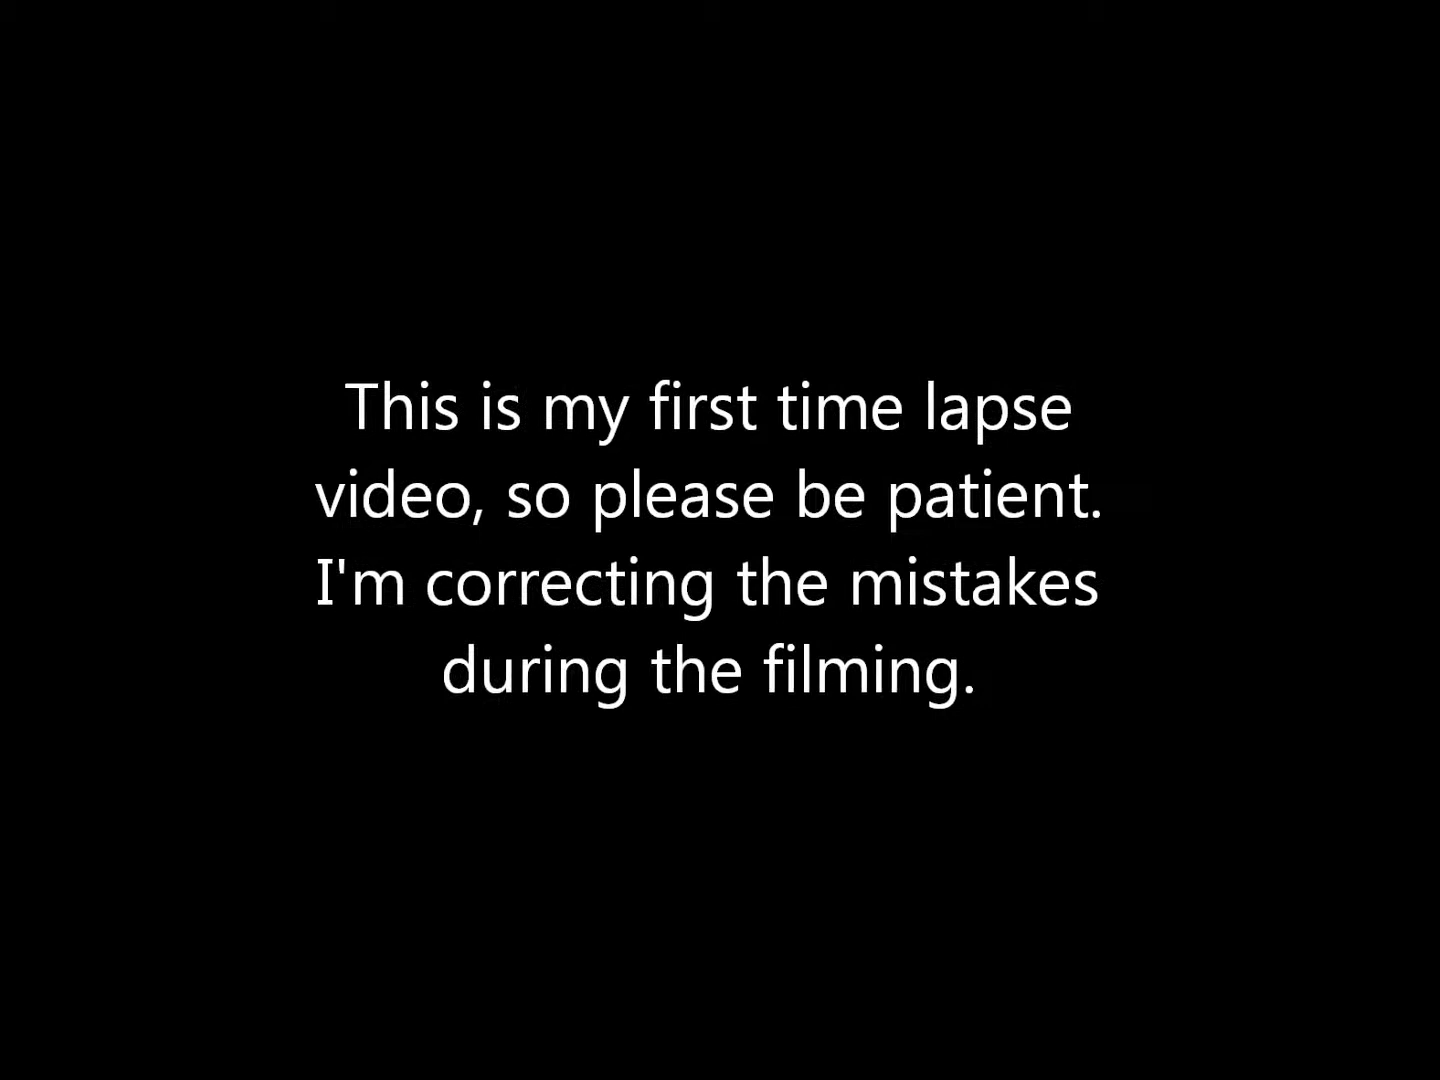 This is my first time lapse
video, so please be patient.
I'm correcting the mistakes
during the filming.